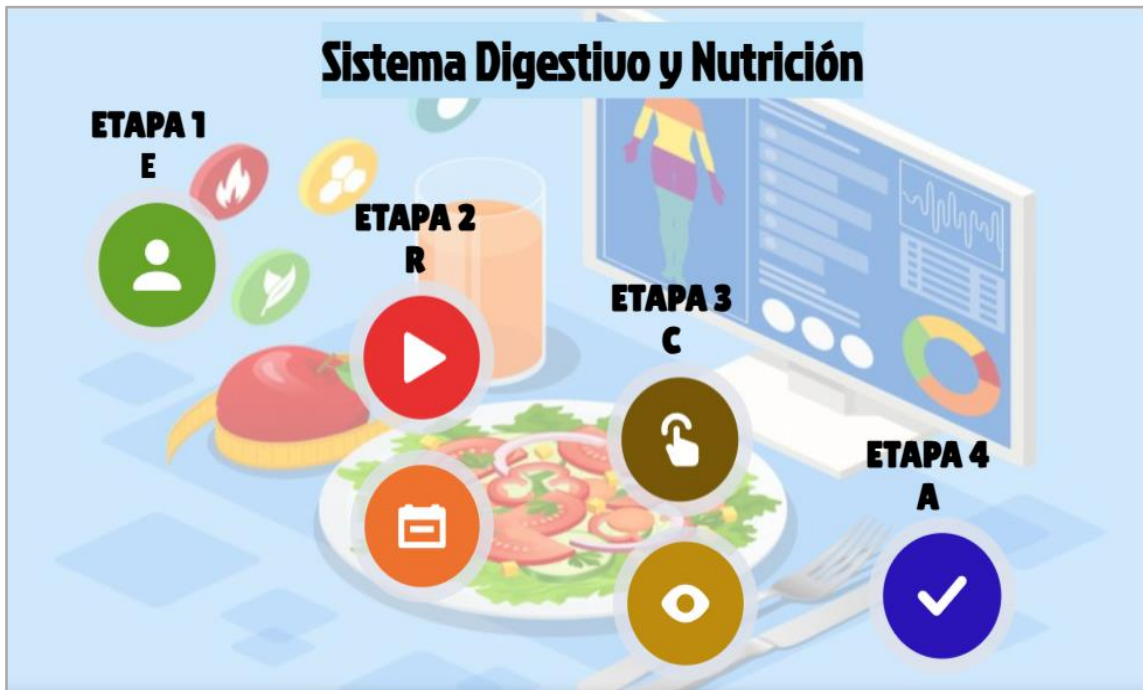 Sistema Digestivo y Nutrición
ETAPA 1
E
ETAPA 2
R
ETAPA 3
C
ETAPA 4
A